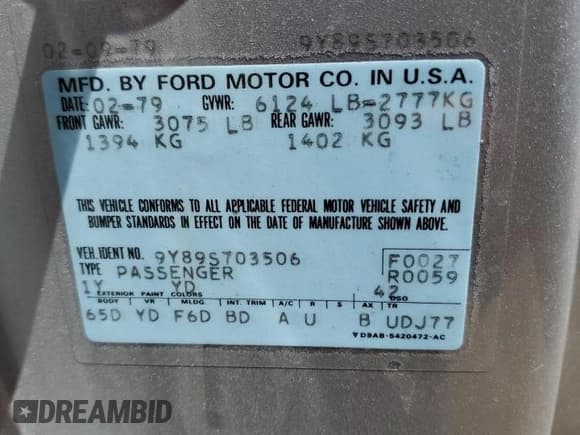 02-09-79 9Y89S703506
MFD. BY FORD MOTOR CO. IN U.S.A.
DATE: 02-79 GVWR: 6124 LB=2777KG
FRONT GAWR: 3075 LB REAR GAWR: 3093 LB
1394 KG 1402 KG
THIS VEHICLE CONFORMS TO ALL APPLICABLE FEDERAL MOTOR VEHICLE SAFETY AND
BUMPER STANDARDS IN EFFECT ON THE DATE OF MANUFACTURE SHOWN ABOVE.
VEH. IDENT NO. 9Y89S703506 F0027
TYPE PASSENGER R0059
1Y YD 42
EXTERIOR PAINT COLORS DSO
BODY VR MLDG. INT. TRIM A/C R S AX TR
65D YD F6D BD A U B UDJ77
▼D9AB-5420472-AC
DREAMBID